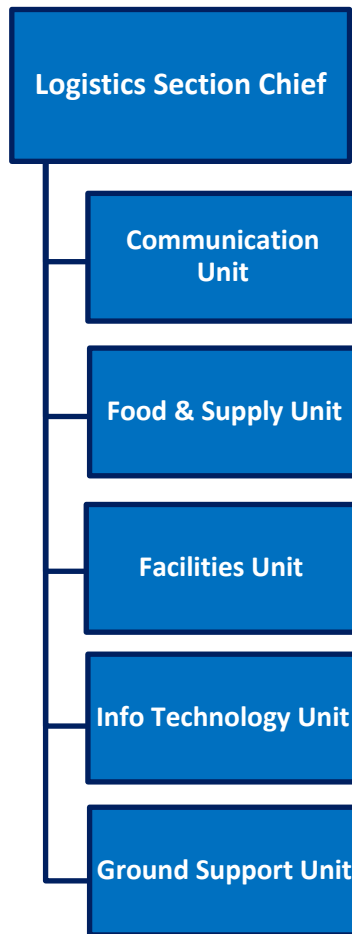 Logistics Section Chief
Communication
Unit
Food & Supply Unit
Facilities Unit
Info Technology Unit
Ground Support Unit